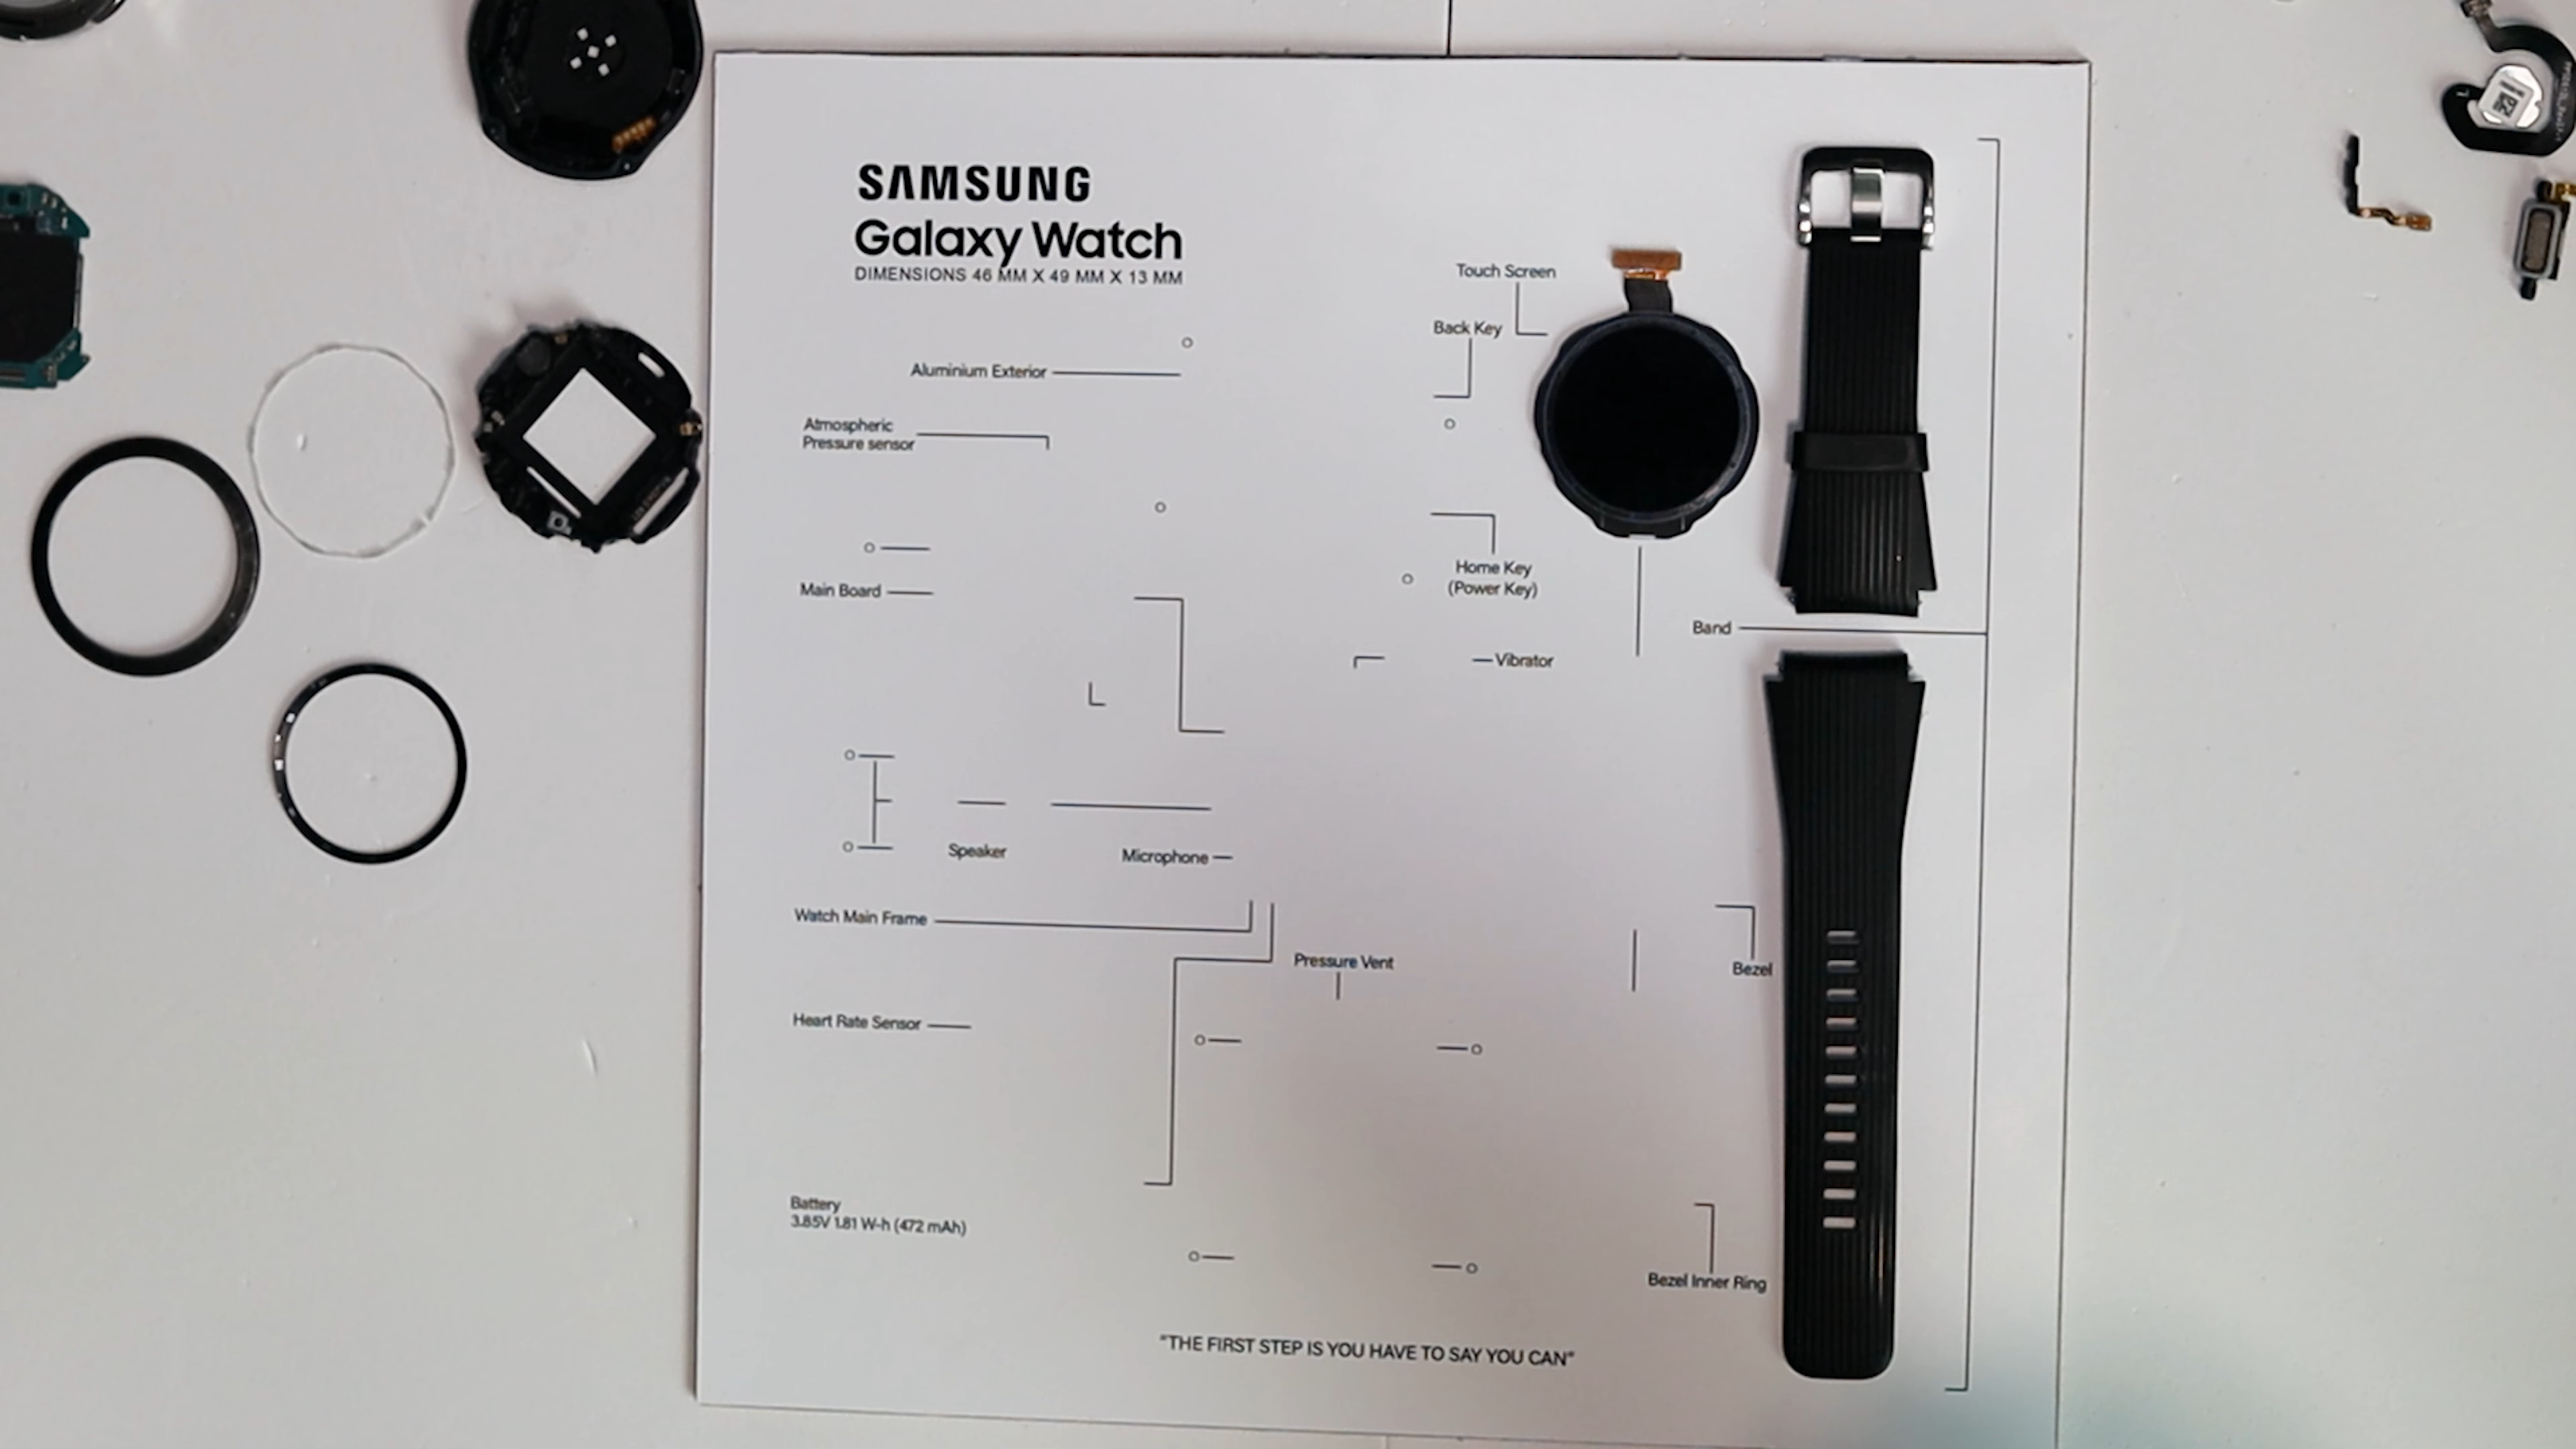 SAMSUNG
Galaxy Watch
DIMENSIONS 46 MM X 49 MM X 13 MM
Touch Screen
Back Key
Aluminium Exterior
Atmospheric
Pressure sensor
Home Key
(Power Key)
Main Board
Band
Vibrator
Speaker
Microphone
Watch Main Frame
Pressure Vent
Bezel
Heart Rate Sensor
Battery
3.85V 1.81 W-h (472 mAh)
Bezel Inner Ring
"THE FIRST STEP IS YOU HAVE TO SAY YOU CAN"